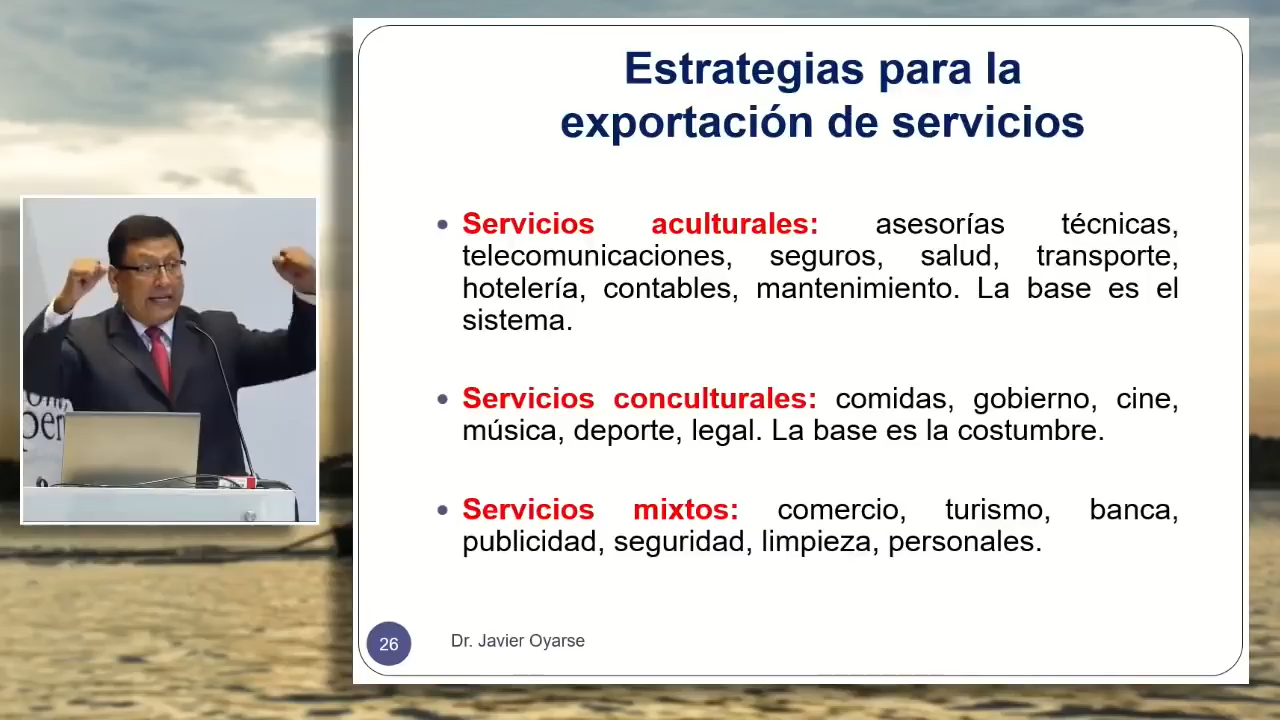 Estrategias para la
exportación de servicios
• Servicios aculturales: asesorías técnicas,
telecomunicaciones, seguros, salud, transporte,
hotelería, contables, mantenimiento. La base es el
sistema.
• Servicios conculturales: comidas, gobierno, cine,
música, deporte, legal. La base es la costumbre.
• Servicios mixtos: comercio, turismo, banca,
publicidad, seguridad, limpieza, personales.
26
Dr. Javier Oyarse